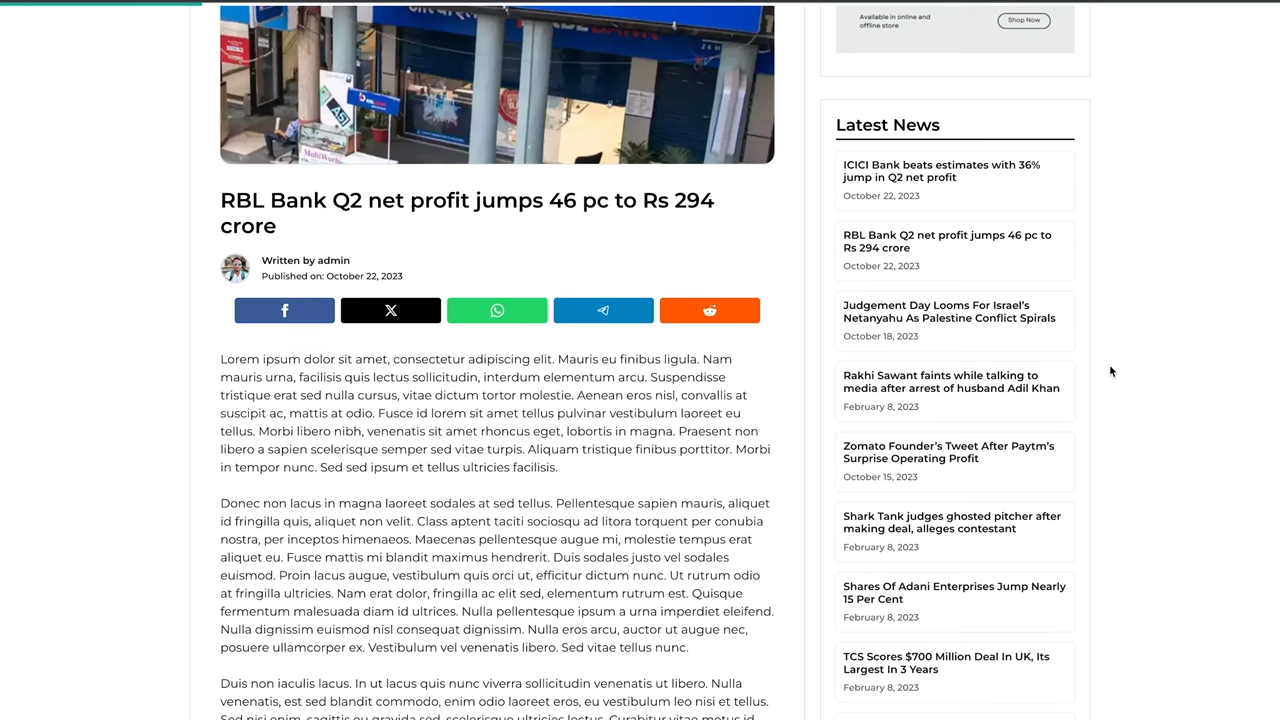 24 H
ASJ
MobiWorld
RBL Bank Q2 net profit jumps 46 pc to Rs 294
crore
Written by admin
Published on: October 22, 2023
Lorem ipsum dolor sit amet, consectetur adipiscing elit. Mauris eu finibus ligula. Nam
mauris urna, facilisis quis lectus sollicitudin, interdum elementum arcu. Suspendisse
tristique erat sed nulla cursus, vitae dictum tortor molestie. Aenean eros nisl, convallis at
suscipit ac, mattis at odio. Fusce id lorem sit amet tellus pulvinar vestibulum laoreet eu
tellus. Morbi libero nibh, venenatis sit amet rhoncus eget, lobortis in magna. Praesent non
libero a sapien scelerisque semper sed vitae turpis. Aliquam tristique finibus porttitor. Morbi
in tempor nunc. Sed sed ipsum et tellus ultricies facilisis.
Donec non lacus in magna laoreet sodales at sed tellus. Pellentesque sapien mauris, aliquet
id fringilla quis, aliquet non velit. Class aptent taciti sociosqu ad litora torquent per conubia
nostra, per inceptos himenaeos. Maecenas pellentesque augue mi, molestie tempus erat
aliquet eu. Fusce mattis mi blandit maximus hendrerit. Duis sodales justo vel sodales
euismod. Proin lacus augue, vestibulum quis orci ut, efficitur dictum nunc. Ut rutrum odio
at fringilla ultricies. Nam erat dolor, fringilla ac elit sed, elementum rutrum est. Quisque
fermentum malesuada diam id ultrices. Nulla pellentesque ipsum a urna imperdiet eleifend.
Nulla dignissim euismod nisl consequat dignissim. Nulla eros arcu, auctor ut augue nec,
posuere ullamcorper ex. Vestibulum vel venenatis libero. Sed vitae tellus nunc.
Duis non iaculis lacus. In ut lacus quis nunc viverra sollicitudin venenatis ut libero. Nulla
venenatis, est sed blandit commodo, enim odio laoreet eros, eu vestibulum leo nisi et tellus.
Sed nisi enim, sagittis eu gravida sed, scelerisque ultricies lectus. Curabitur vitae metus id
Available in online and
offline store
Shop Now
Latest News
ICICI Bank beats estimates with 36%
jump in Q2 net profit
October 22, 2023
RBL Bank Q2 net profit jumps 46 pc to
Rs 294 crore
October 22, 2023
Judgement Day Looms For Israel's
Netanyahu As Palestine Conflict Spirals
October 18, 2023
Rakhi Sawant faints while talking to
media after arrest of husband Adil Khan
February 8, 2023
Zomato Founder's Tweet After Paytm's
Surprise Operating Profit
October 15, 2023
Shark Tank judges ghosted pitcher after
making deal, alleges contestant
February 8, 2023
Shares Of Adani Enterprises Jump Nearly
15 Per Cent
February 8, 2023
TCS Scores $700 Million Deal In UK, Its
Largest In 3 Years
February 8, 2023